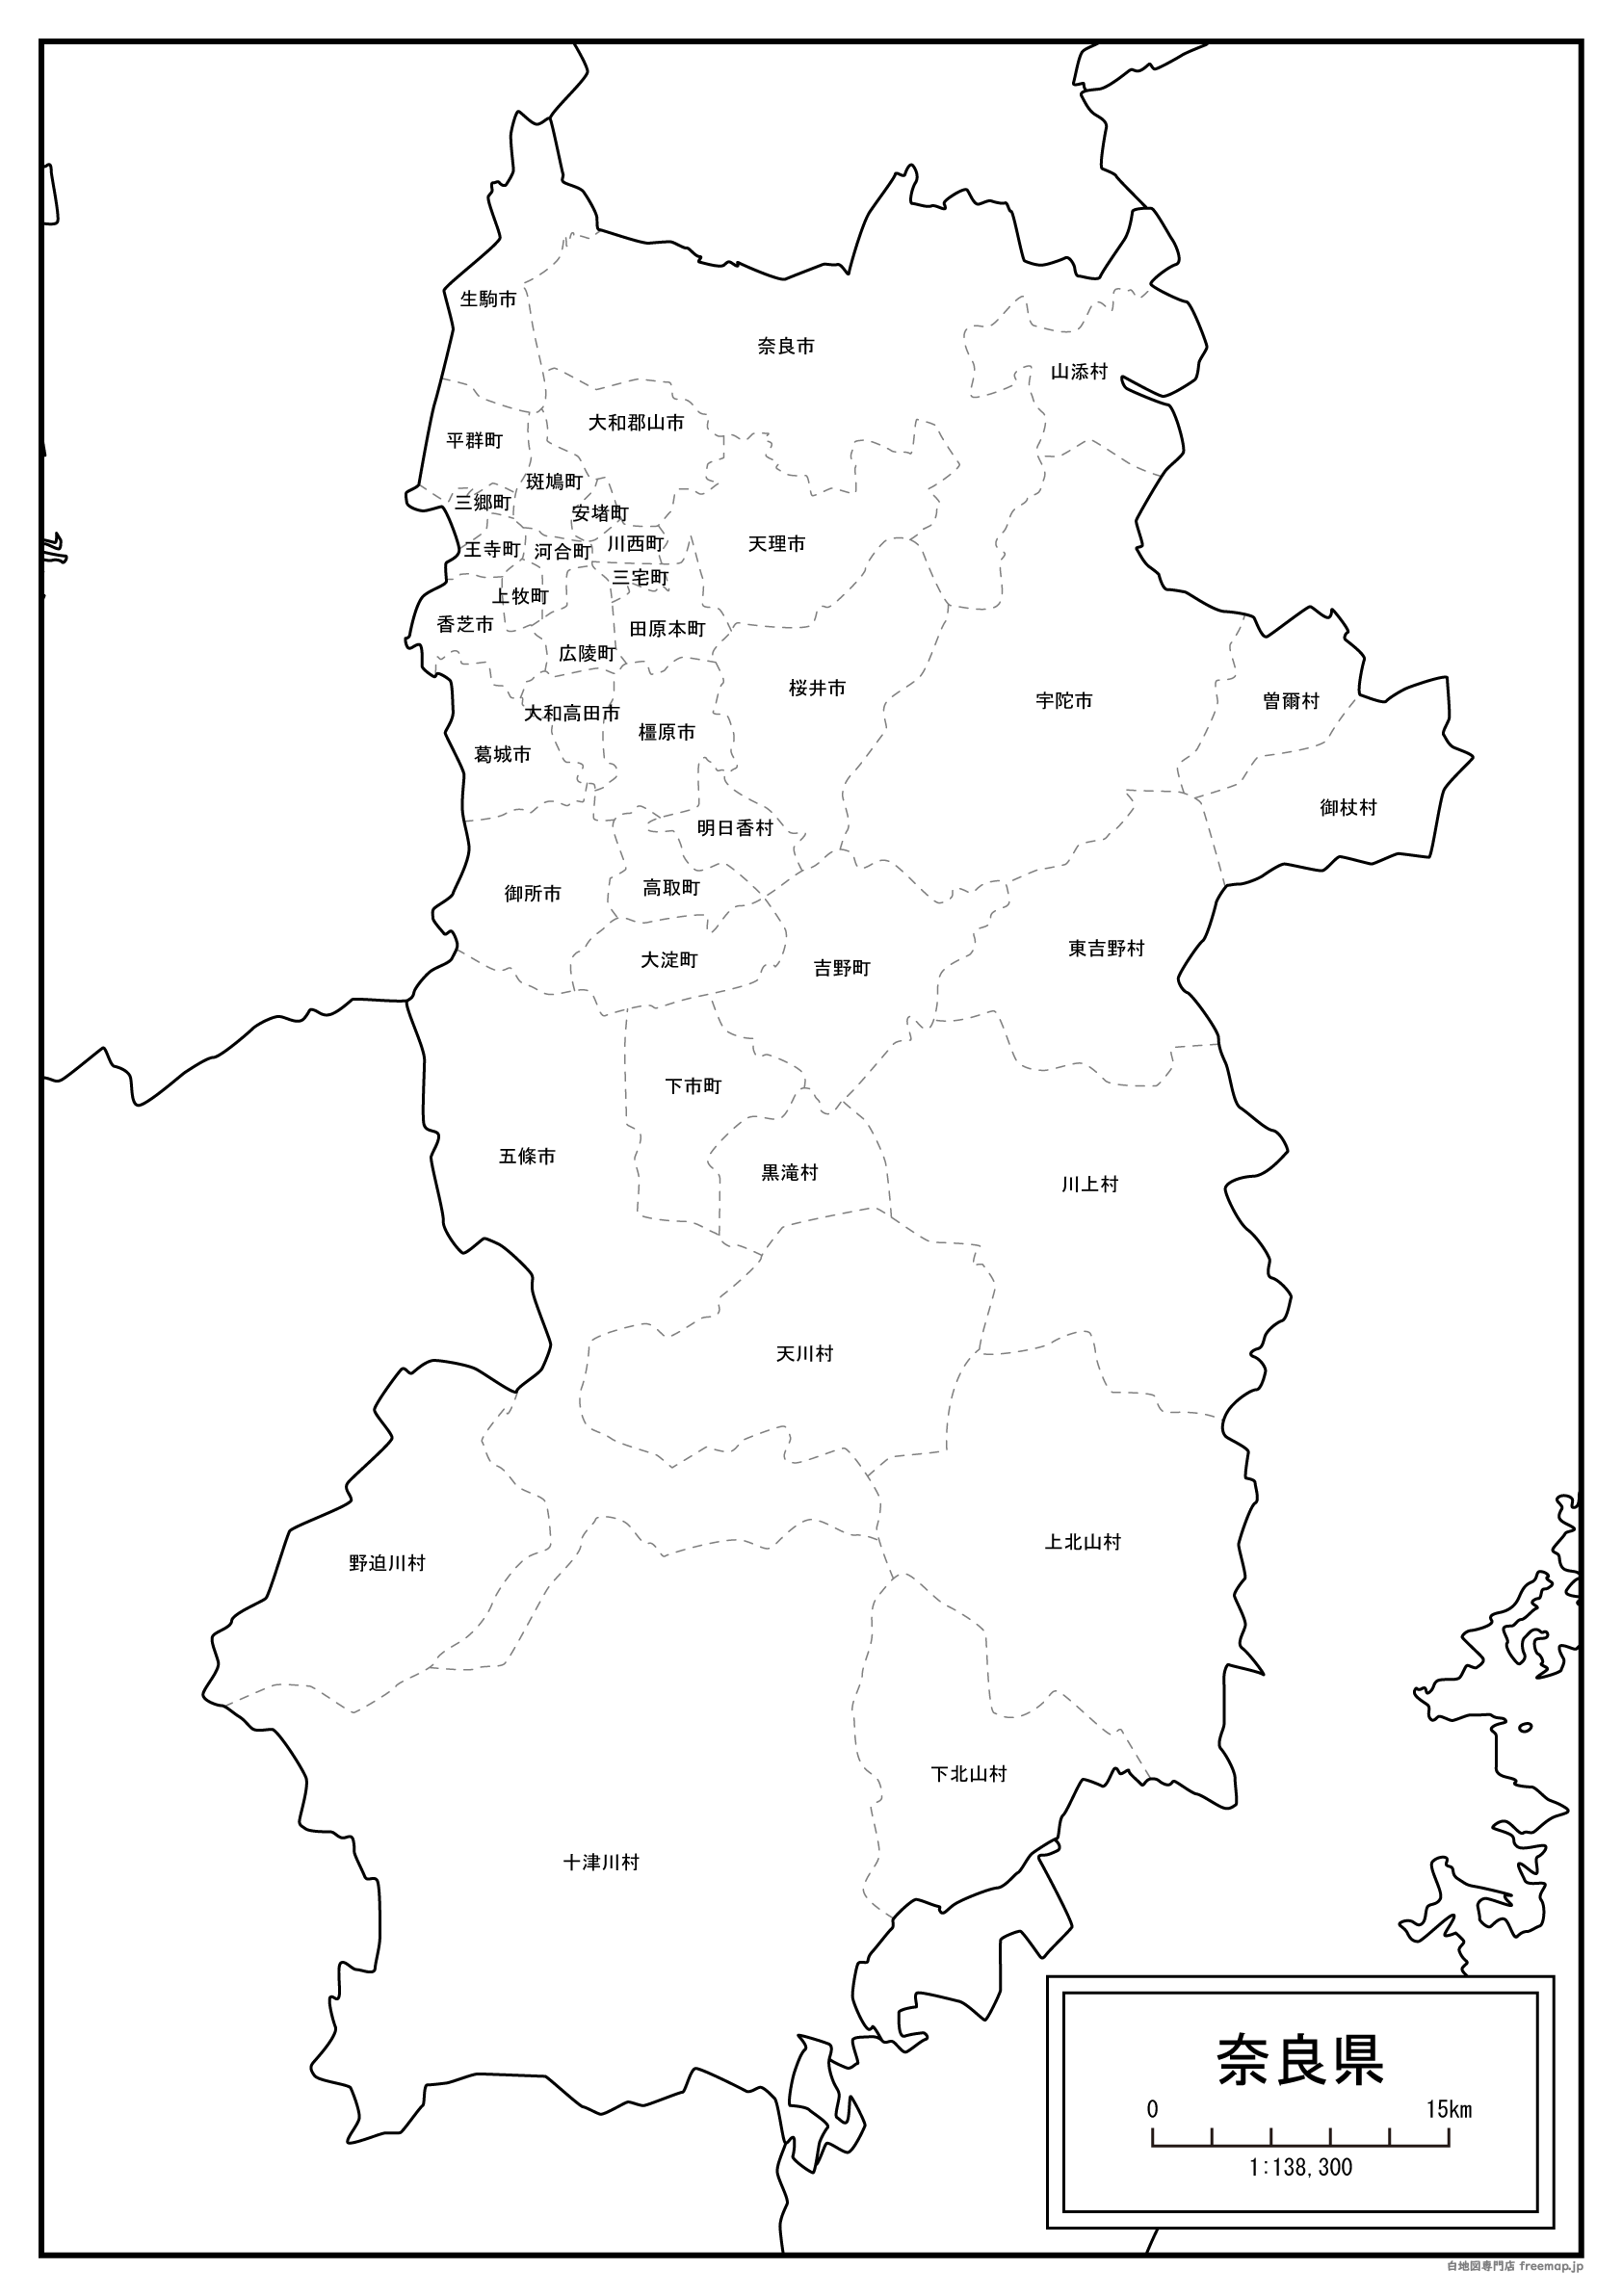 生駒市
奈良市
山添村
大和郡山市
平群町
斑鳩町
三郷町
安堵町
川西町
天理市
王寺町
河合町
三宅町
上牧町
香芝市
田原本町
広陵町
桜井市
宇陀市
曽爾村
大和高田市
橿原市
葛城市
御杖村
明日香村
高取町
御所市
東吉野村
大淀町
吉野町
下市町
五條市
黒滝村
川上村
天川村
上北山村
野迫川村
下北山村
十津川村
奈良県
0 15km
1:138,300
白地図専門店 freemap.jp